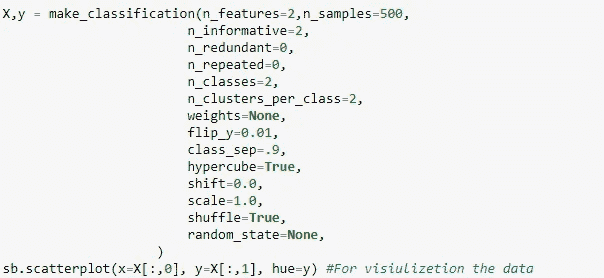 X,y = make_classification(n_features=2,n_samples=500,
n_informative=2,
n_redundant=0,
n_repeated=0,
n_classes=2,
n_clusters_per_class=2,
weights=None,
flip_y=0.01,
class_sep=.9,
hypercube=True,
shift=0.0,
scale=1.0,
shuffle=True,
random_state=None,
)
sb.scatterplot(x=X[:,0], y=X[:,1], hue=y) #For visiulizetion the data